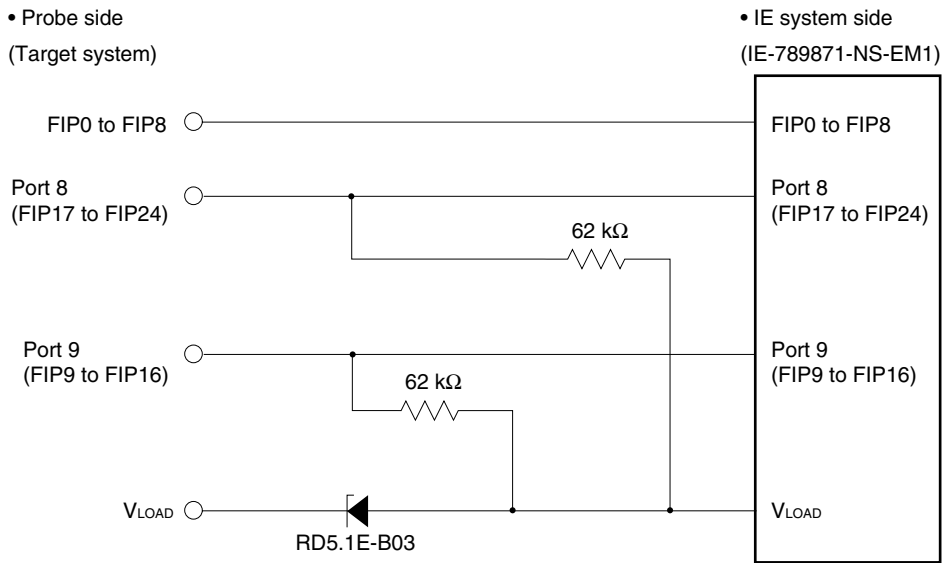 • Probe side
(Target system)
• IE system side
(IE-789871-NS-EM1)
FIP0 to FIP8
FIP0 to FIP8
Port 8
(FIP17 to FIP24)
Port 8
(FIP17 to FIP24)
62 kΩ
Port 9
(FIP9 to FIP16)
Port 9
(FIP9 to FIP16)
62 kΩ
VLOAD
VLOAD
RD5.1E-B03